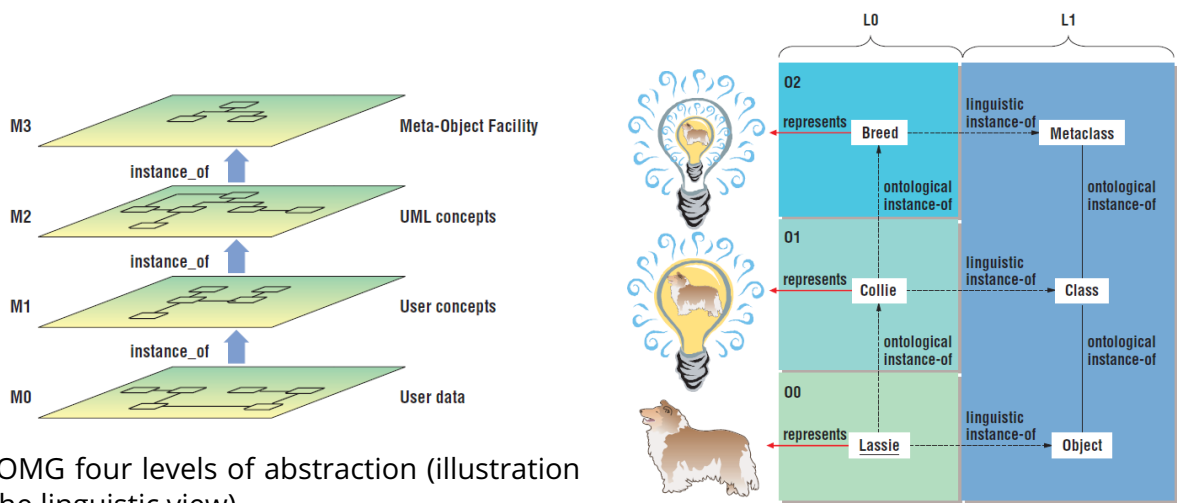 M3
Meta-Object Facility
instance_of
M2
UML concepts
instance_of
M1
User concepts
instance_of
M0
User data
OMG four levels of abstraction (illustration
the linguistic view)
L0
L1
O2
represents
Breed
linguistic
instance-of
Metaclass
ontological
instance-of
ontological
instance-of
O1
represents
Collie
linguistic
instance-of
Class
ontological
instance-of
ontological
instance-of
O0
represents
Lassie
linguistic
instance-of
Object